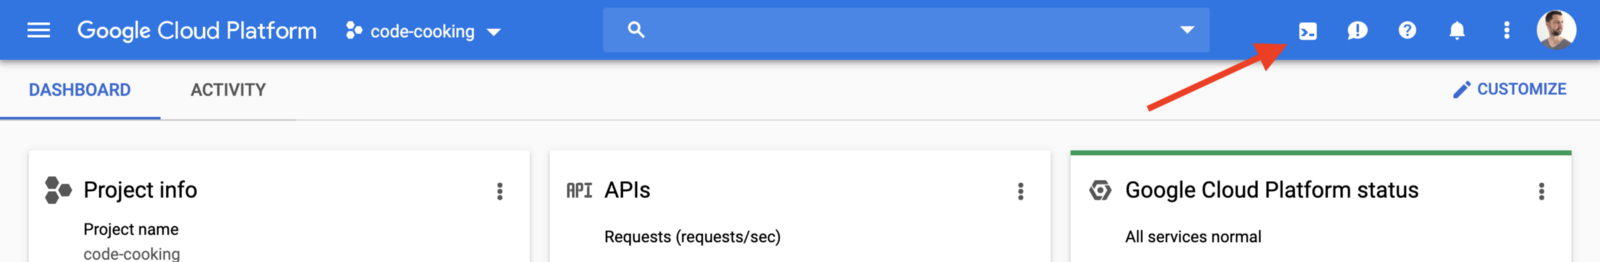 Google Cloud Platform
code-cooking
DASHBOARD
ACTIVITY
CUSTOMIZE
Project info
Project name
code-cooking
API
APIs
Requests (requests/sec)
Google Cloud Platform status
All services normal